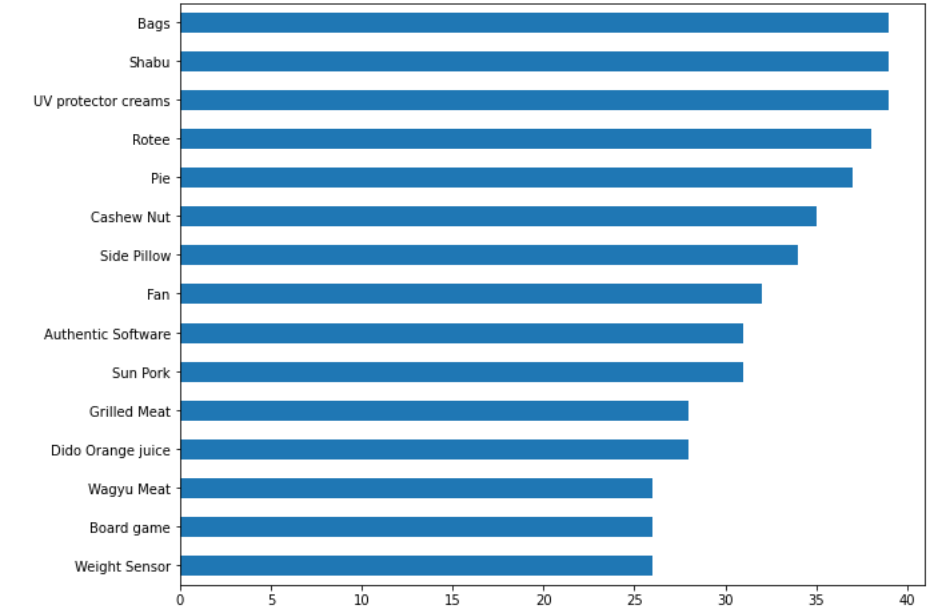 Bags
Shabu
UV protector creams
Rotee
Pie
Cashew Nut
Side Pillow
Fan
Authentic Software
Sun Pork
Grilled Meat
Dido Orange juice
Wagyu Meat
Board game
Weight Sensor
0 5 10 15 20 25 30 35 40